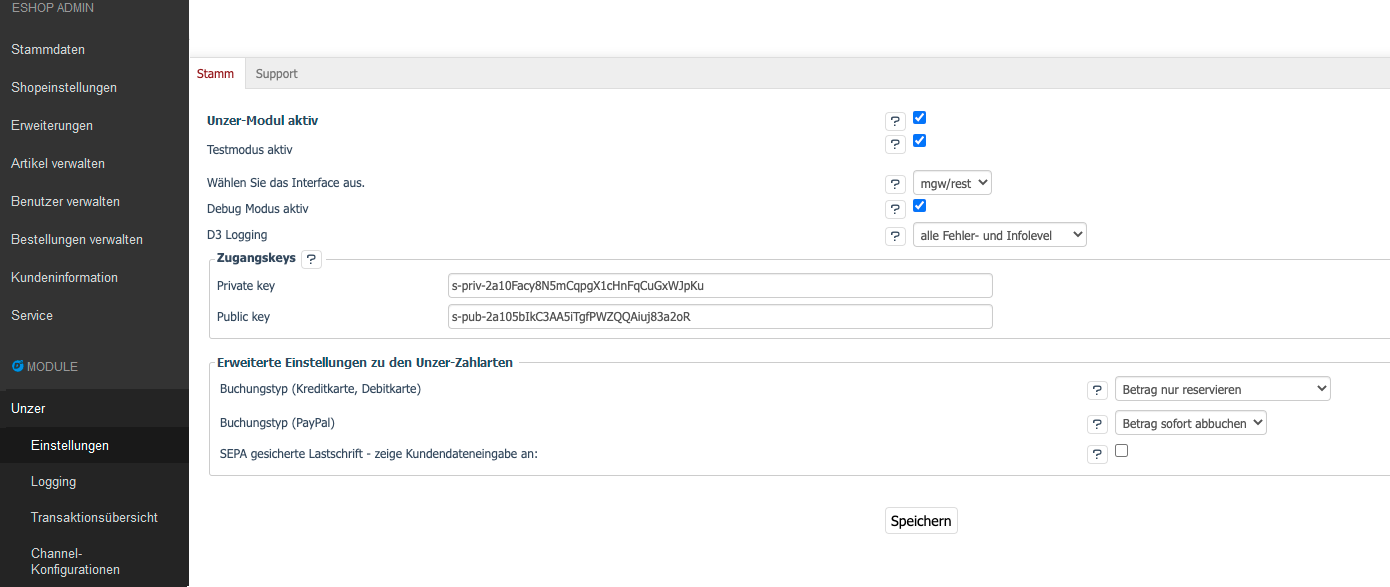 ESHOP ADMIN
Stammdaten
Shopeinstellungen
Erweiterungen
Artikel verwalten
Benutzer verwalten
Bestellungen verwalten
Kundeninformation
Service
MODULE
Unzer
Einstellungen
Logging
Transaktionsübersicht
Channel-
Konfigurationen
Stamm Support
Unzer-Modul aktiv ?
Testmodus aktiv ?
Wählen Sie das Interface aus. ? mgw/rest
Debug Modus aktiv ?
D3 Logging ? alle Fehler- und Infolevel
Zugangskeys ?
Private key s-priv-2a10Facy8N5mCqpgX1cHnFqCuGxWJpKu
Public key s-pub-2a105bIkC3AA5iTgfPWZQQAiuj83a2oR
Erweiterte Einstellungen zu den Unzer-Zahlarten
Buchungstyp (Kreditkarte, Debitkarte) ? Betrag nur reservieren
Buchungstyp (PayPal) ? Betrag sofort abbuchen
SEPA gesicherte Lastschrift - zeige Kundendateneingabe an: ?
Speichern